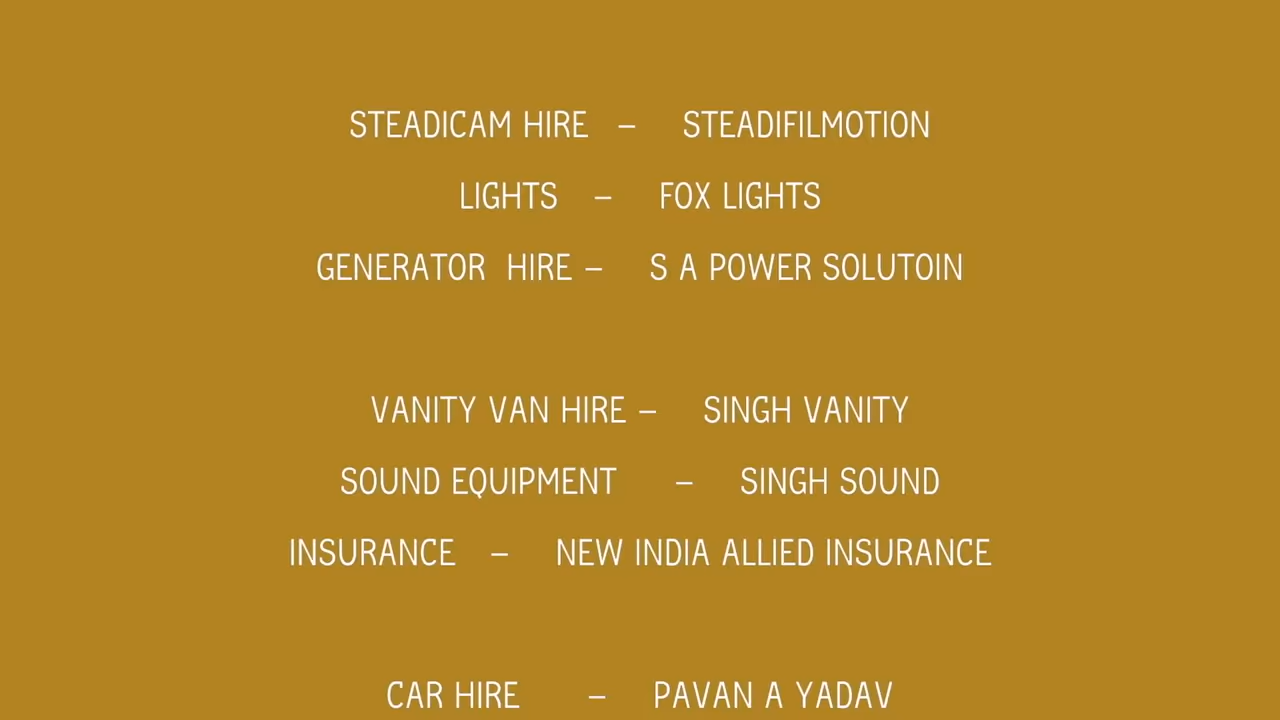 STEADICAM HIRE – STEADIFILMOTION
LIGHTS – FOX LIGHTS
GENERATOR HIRE – S A POWER SOLUTOIN
VANITY VAN HIRE – SINGH VANITY
SOUND EQUIPMENT – SINGH SOUND
INSURANCE – NEW INDIA ALLIED INSURANCE
CAR HIRE – PAVAN A YADAV